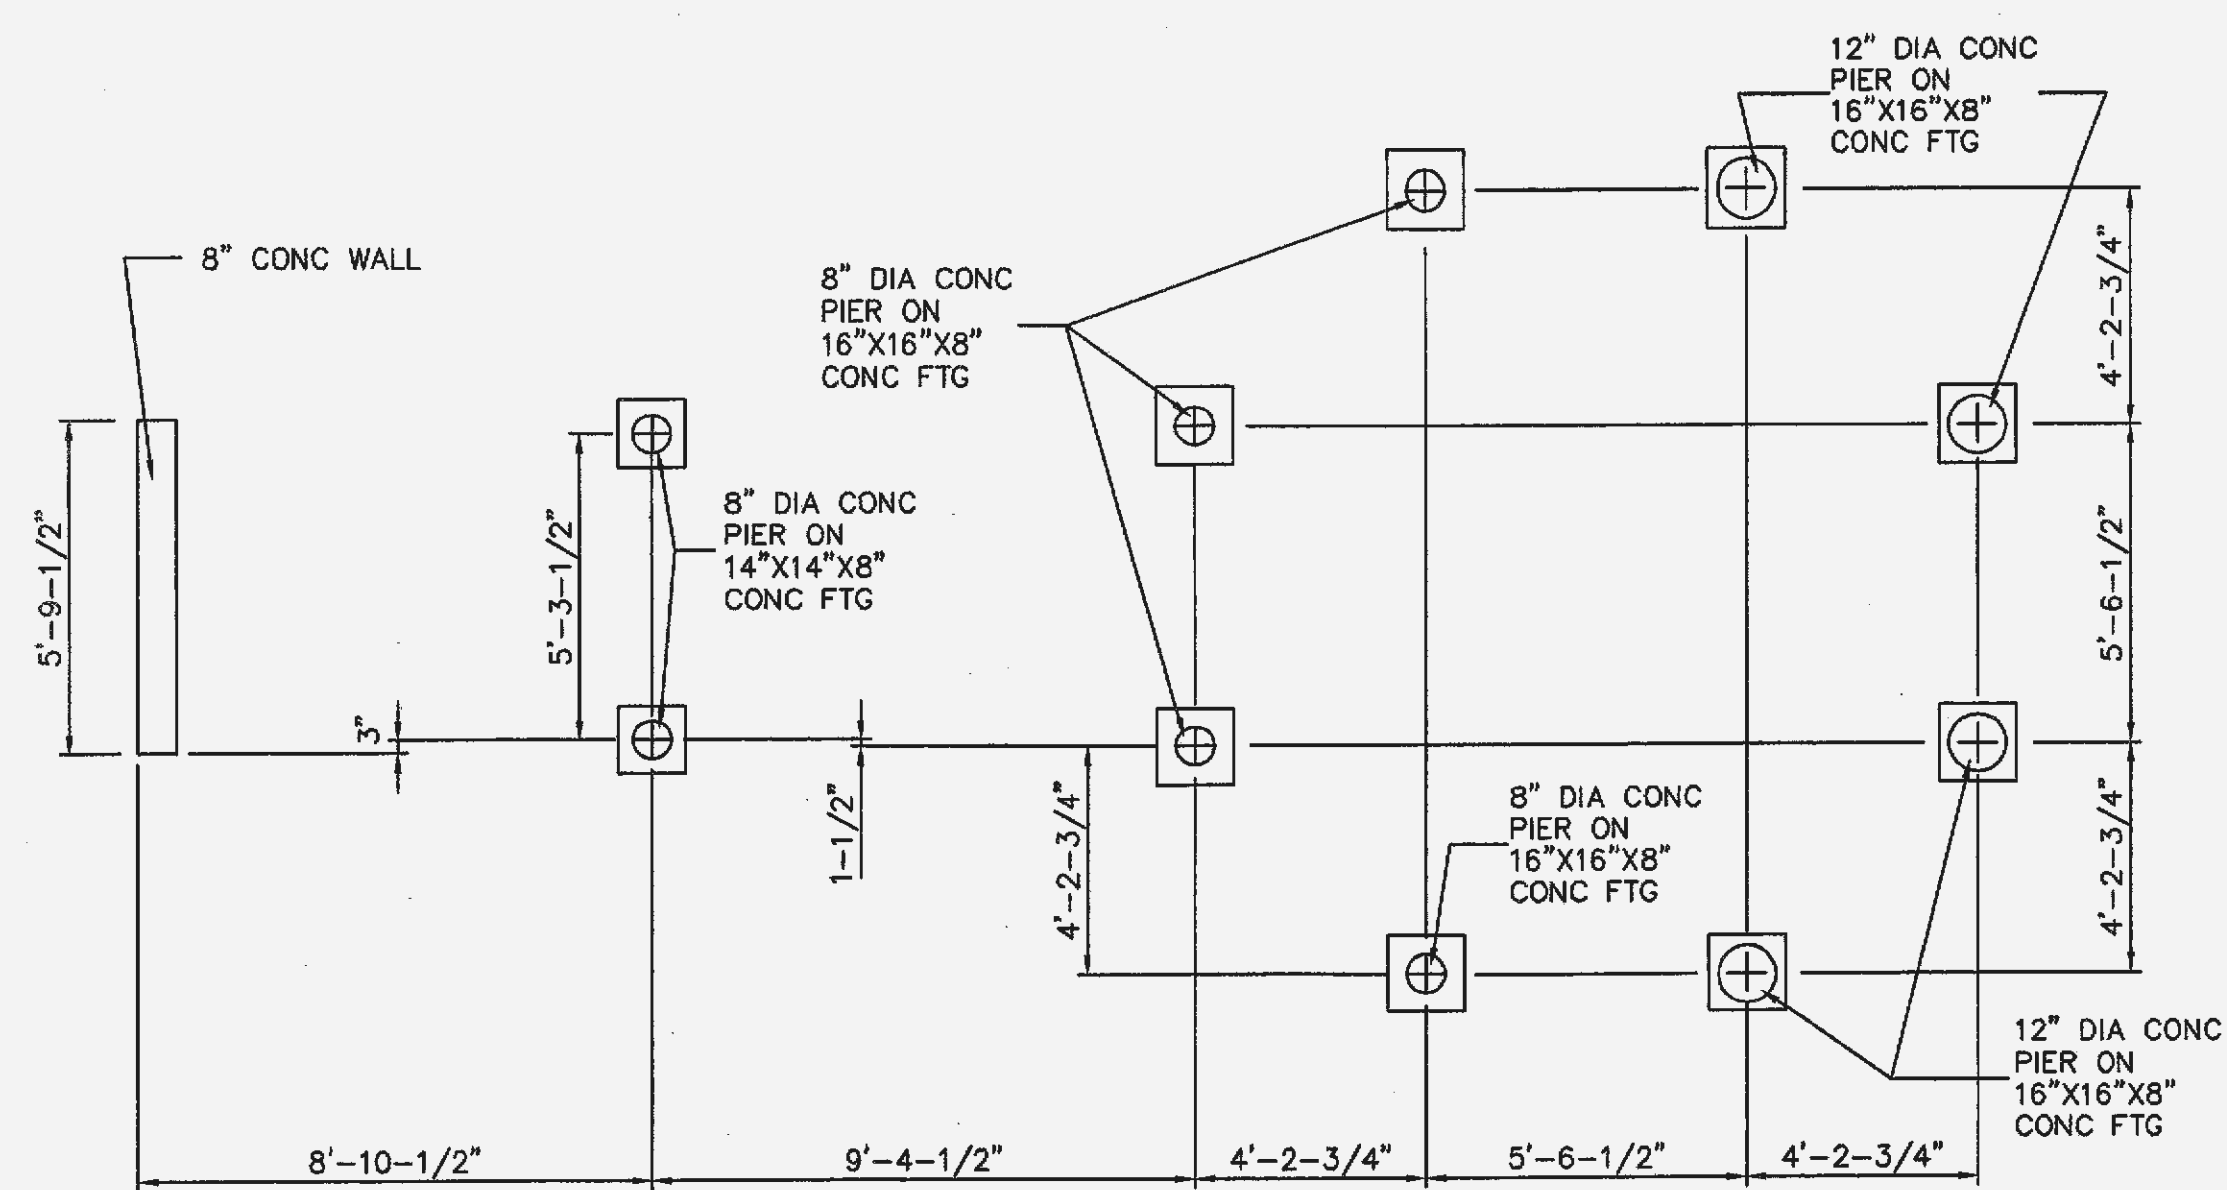 12" DIA CONC
PIER ON
16"X16"X8"
CONC FTG
8" CONC WALL
8" DIA CONC
PIER ON
16"X16"X8"
CONC FTG
4'-2-3/4"
5'-9-1/2"
5'-3-1/2"
8" DIA CONC
PIER ON
14"X14"X8"
CONC FTG
5'-6-1/2"
3"
1-1/2"
4'-2-3/4"
8" DIA CONC
PIER ON
16"X16"X8"
CONC FTG
4'-2-3/4"
12" DIA CONC
PIER ON
16"X16"X8"
CONC FTG
8'-10-1/2"
9'-4-1/2"
4'-2-3/4"
5'-6-1/2"
4'-2-3/4"